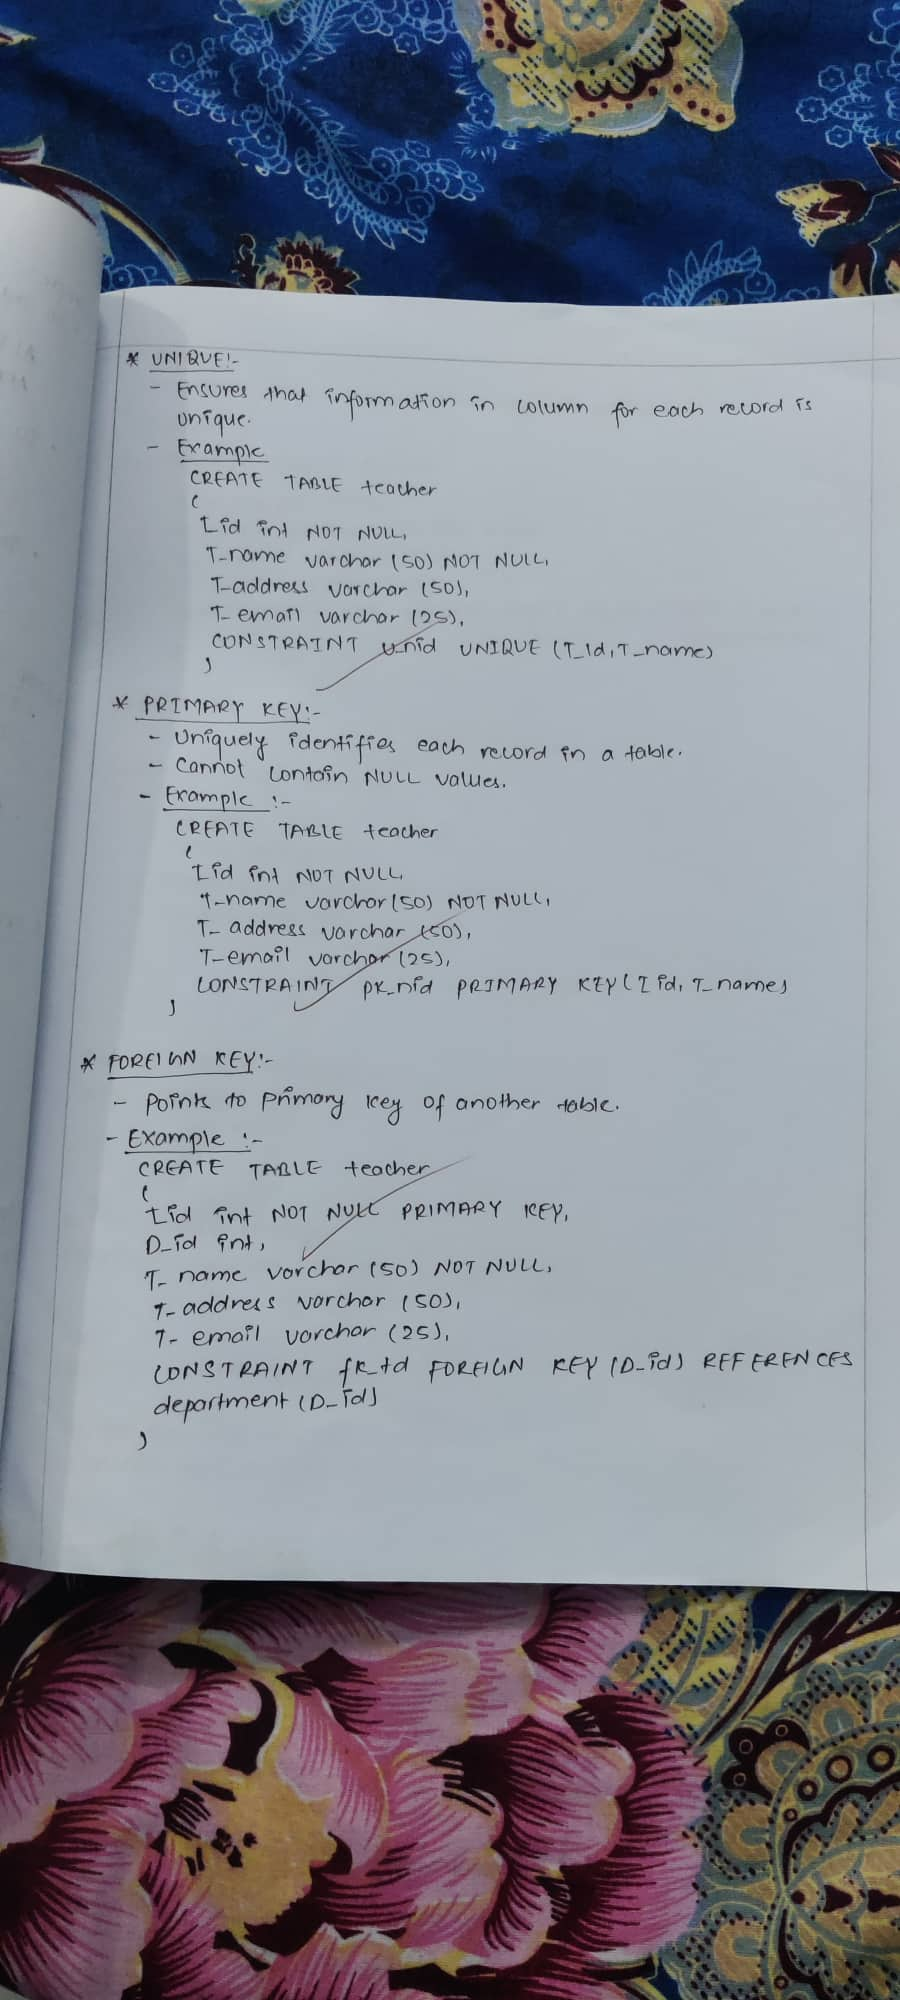 * UNIQUE:-
- Ensures that information in column for each record is
unique.
- Example
CREATE TABLE teacher
(
T_id int NOT NULL,
T_name varchar (50) NOT NULL,
T_address varchar (50),
T_email varchar (25),
CONSTRAINT u_nid UNIQUE (T_Id, T_name)
)
* PRIMARY KEY:-
- Uniquely identifies each record in a table.
- Cannot contain NULL values.
- Example :-
CREATE TABLE teacher
(
T_id int NOT NULL,
T_name varchar (50) NOT NULL,
T_address varchar (50),
T_email varchar (25),
CONSTRAINT pk_nid PRIMARY KEY (T_id, T_name)
)
* FOREIGN KEY:-
- Points to primary key of another table.
- Example :-
CREATE TABLE teacher
(
T_id int NOT NULL PRIMARY KEY,
D_id int,
T_name varchar (50) NOT NULL,
T_address varchar (50),
T_email varchar (25),
CONSTRAINT fk_td FOREIGN KEY (D_id) REFERENCES
department (D_id)
)